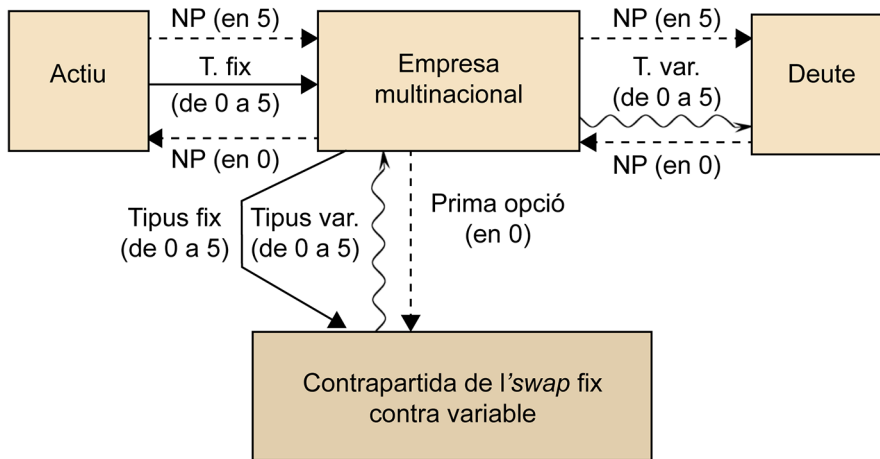 NP (en 5)
NP (en 5)
Actiu
T. fix
(de 0 a 5)
Empresa
multinacional
T. var.
(de 0 a 5)
Deute
NP (en 0)
NP (en 0)
Tipus fix
(de 0 a 5)
Tipus var.
(de 0 a 5)
Prima opció
(en 0)
Contrapartida de l'swap fix
contra variable